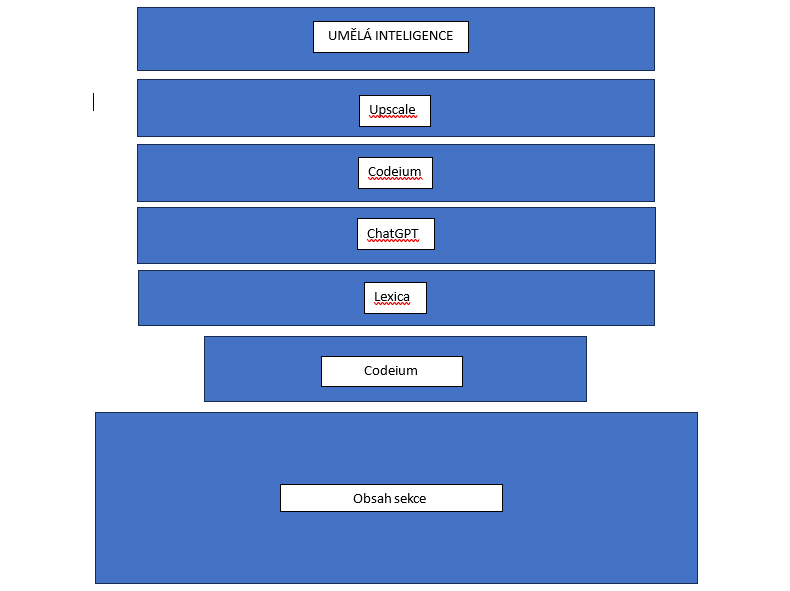 UMĚLÁ INTELIGENCE
Upscale
Codeium
ChatGPT
Lexica
Codeium
Obsah sekce